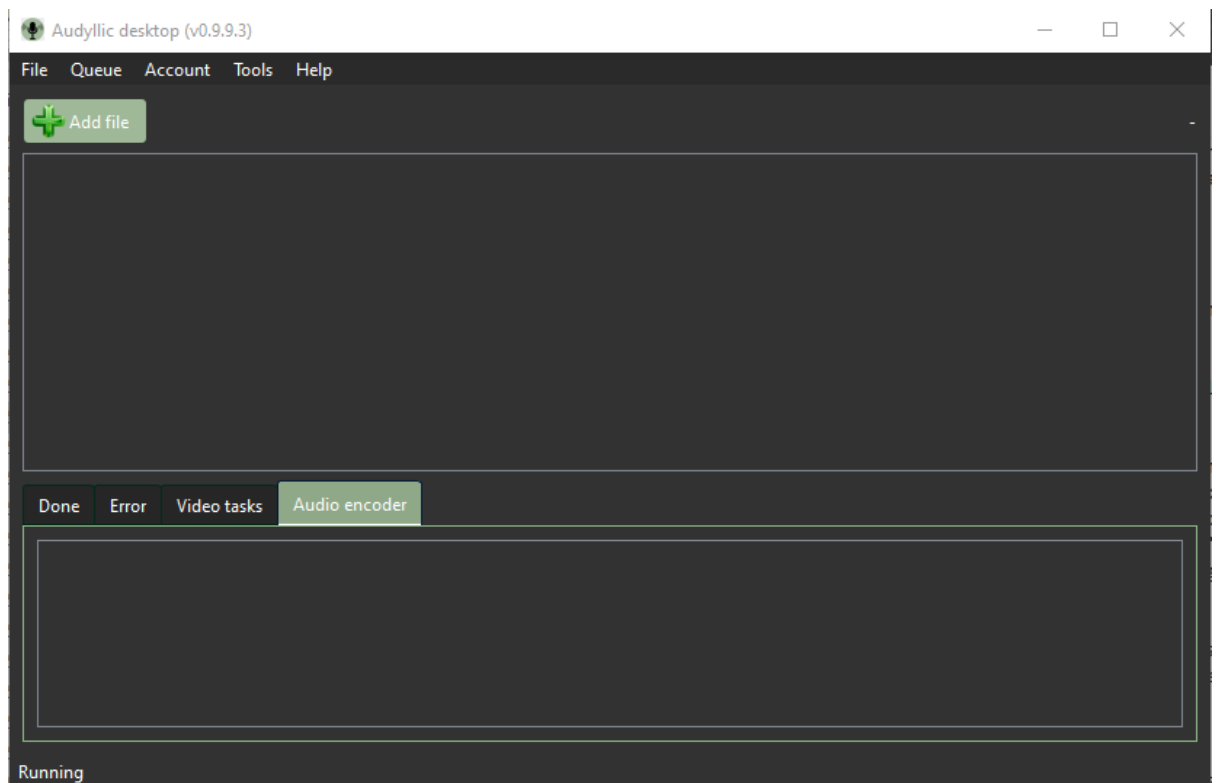 Audyllic desktop (v0.9.9.3)
File Queue Account Tools Help
Add file -
Done Error Video tasks Audio encoder
Running